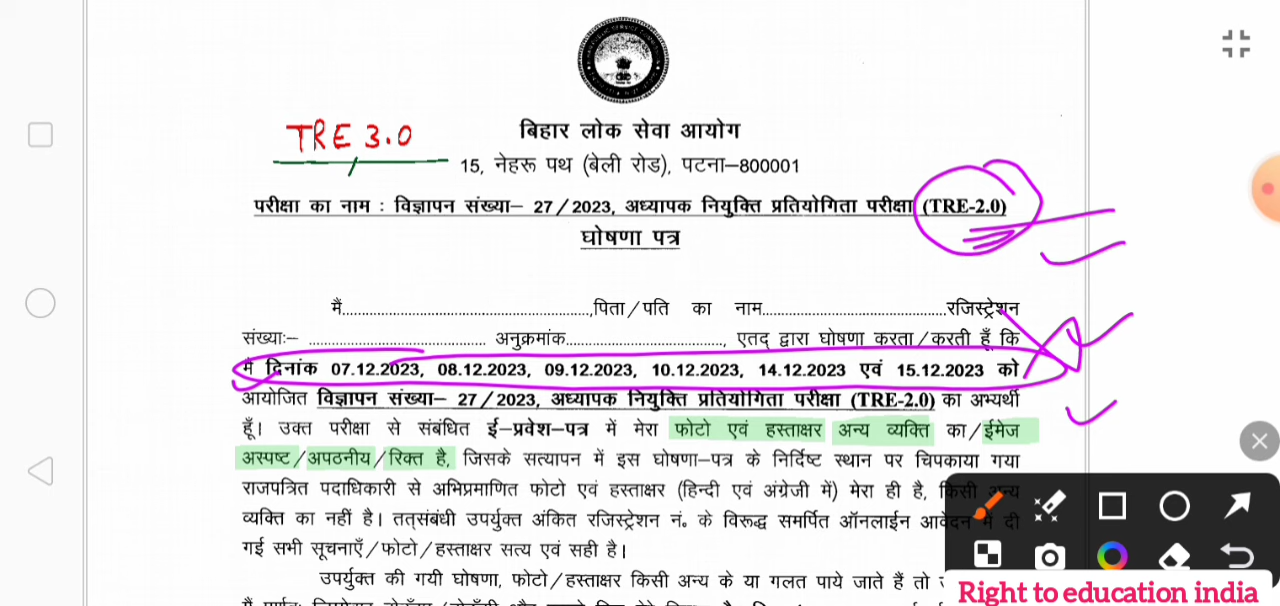 बिहार लोक सेवा आयोग
TRE 3.0
15, नेहरू पथ (बेली रोड), पटना–800001
परीक्षा का नाम : विज्ञापन संख्या– 27/2023, अध्यापक नियुक्ति प्रतियोगिता परीक्षा (TRE-2.0)
घोषणा पत्र
मैं....................................................,पिता/पति का नाम.......................................रजिस्ट्रेशन
संख्याः– ...................................... अनुक्रमांक.................................., एतद् द्वारा घोषणा करता/करती हूँ कि
मैं दिनांक 07.12.2023, 08.12.2023, 09.12.2023, 10.12.2023, 14.12.2023 एवं 15.12.2023 को
आयोजित विज्ञापन संख्या– 27/2023, अध्यापक नियुक्ति प्रतियोगिता परीक्षा (TRE-2.0) का अभ्यर्थी
हूँ। उक्त परीक्षा से संबंधित ई–प्रवेश–पत्र में मेरा फोटो एवं हस्ताक्षर अन्य व्यक्ति का/ईमेज
अस्पष्ट/अपठनीय/रिक्त है, जिसके सत्यापन में इस घोषणा–पत्र के निर्दिष्ट स्थान पर चिपकाया गया
राजपत्रित पदाधिकारी से अभिप्रमाणित फोटो एवं हस्ताक्षर (हिन्दी एवं अंग्रेजी में) मेरा ही है, किसी अन्य
व्यक्ति का नहीं है। तत्संबंधी उपर्युक्त अंकित रजिस्ट्रेशन नं. के विरूद्ध समर्पित ऑनलाईन आवेदन में दी
गई सभी सूचनाएँ/फोटो/हस्ताक्षर सत्य एवं सही है।
उपर्युक्त की गयी घोषणा, फोटो/हस्ताक्षर किसी अन्य के या गलत पाये जाते हैं तो
Right to education india